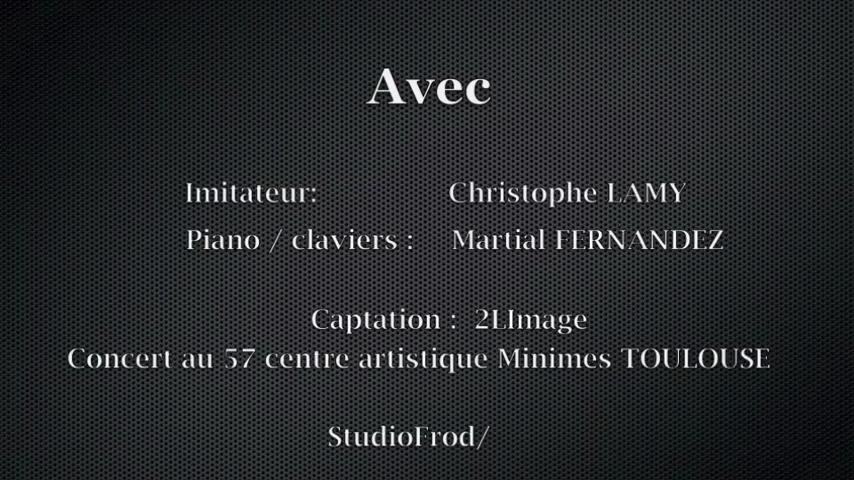 Avec
Imitateur: Christophe LAMY
Piano / claviers : Martial FERNANDEZ
Captation : 2LImage
Concert au 57 centre artistique Minimes TOULOUSE
StudioFrod/